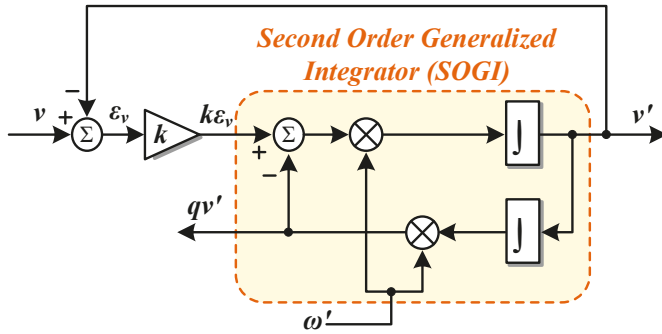 Second Order Generalized
Integrator (SOGI)
v + − Σ εᵥ k kεᵥ + − Σ ∫ v′
qv′ ∫
ω′